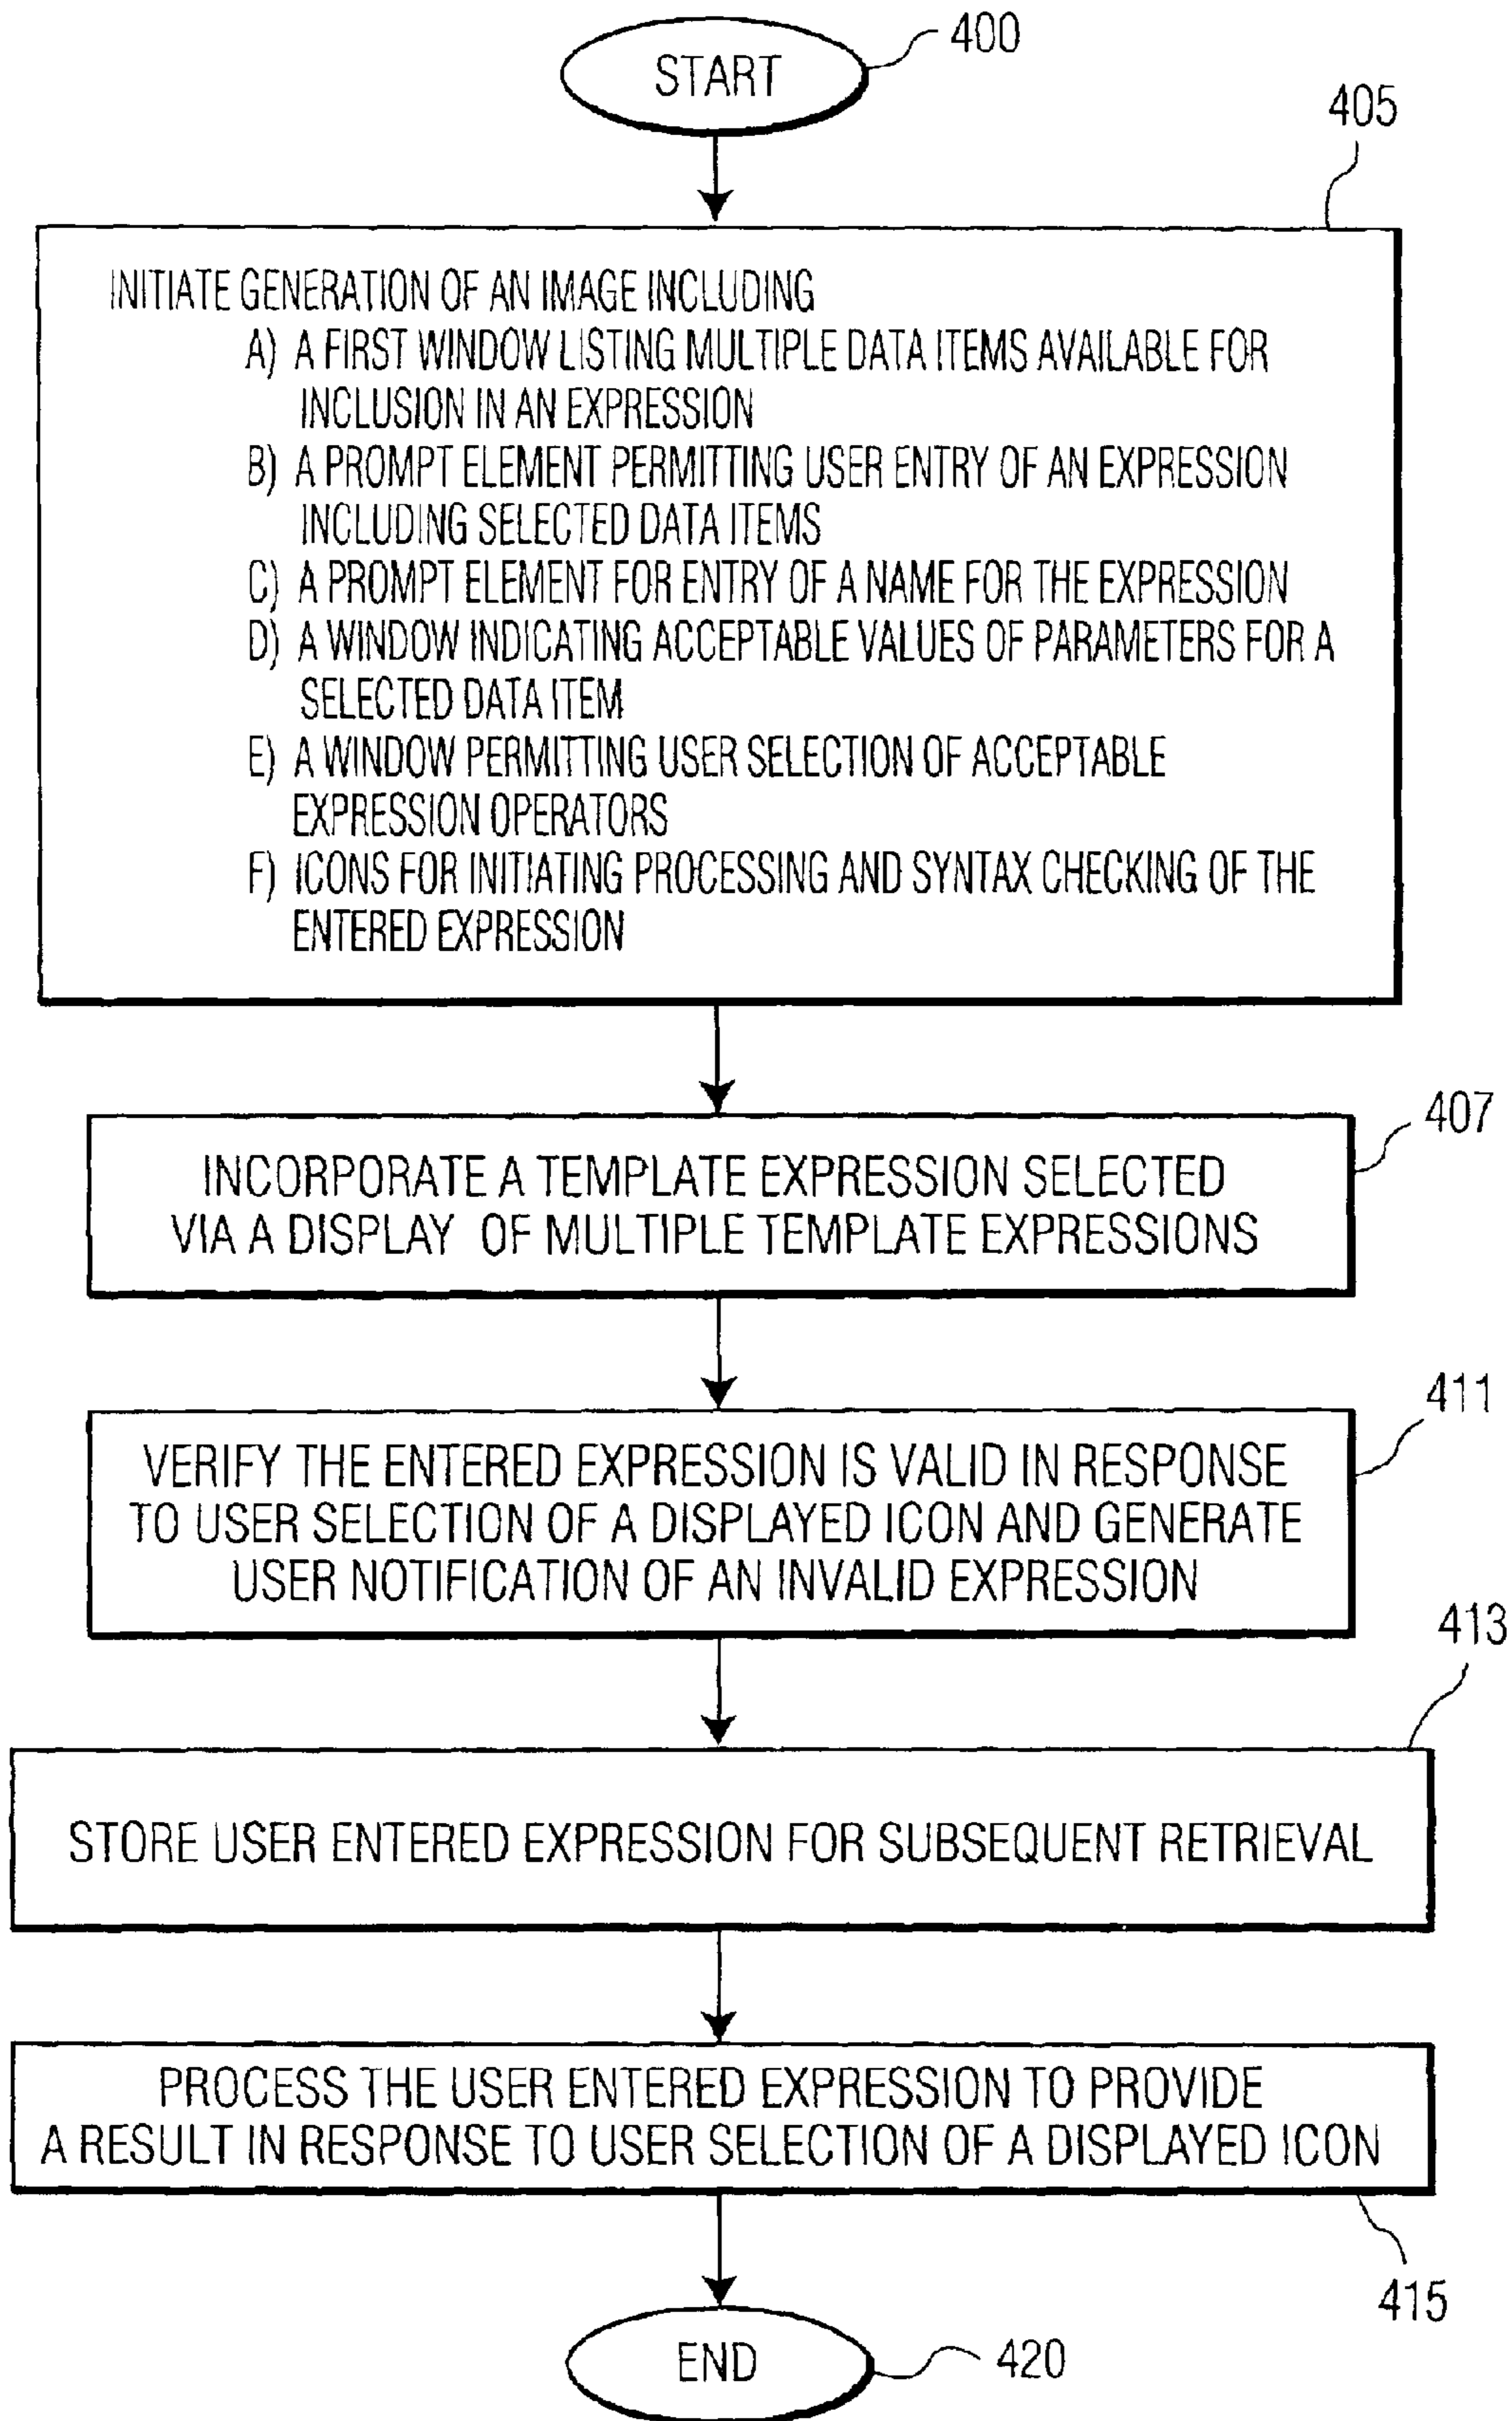 START
400
405
INITIATE GENERATION OF AN IMAGE INCLUDING
A) A FIRST WINDOW LISTING MULTIPLE DATA ITEMS AVAILABLE FOR
INCLUSION IN AN EXPRESSION
B) A PROMPT ELEMENT PERMITTING USER ENTRY OF AN EXPRESSION
INCLUDING SELECTED DATA ITEMS
C) A PROMPT ELEMENT FOR ENTRY OF A NAME FOR THE EXPRESSION
D) A WINDOW INDICATING ACCEPTABLE VALUES OF PARAMETERS FOR A
SELECTED DATA ITEM
E) A WINDOW PERMITTING USER SELECTION OF ACCEPTABLE
EXPRESSION OPERATORS
F) ICONS FOR INITIATING PROCESSING AND SYNTAX CHECKING OF THE
ENTERED EXPRESSION
407
INCORPORATE A TEMPLATE EXPRESSION SELECTED
VIA A DISPLAY OF MULTIPLE TEMPLATE EXPRESSIONS
411
VERIFY THE ENTERED EXPRESSION IS VALID IN RESPONSE
TO USER SELECTION OF A DISPLAYED ICON AND GENERATE
USER NOTIFICATION OF AN INVALID EXPRESSION
413
STORE USER ENTERED EXPRESSION FOR SUBSEQUENT RETRIEVAL
PROCESS THE USER ENTERED EXPRESSION TO PROVIDE
A RESULT IN RESPONSE TO USER SELECTION OF A DISPLAYED ICON
415
END
420